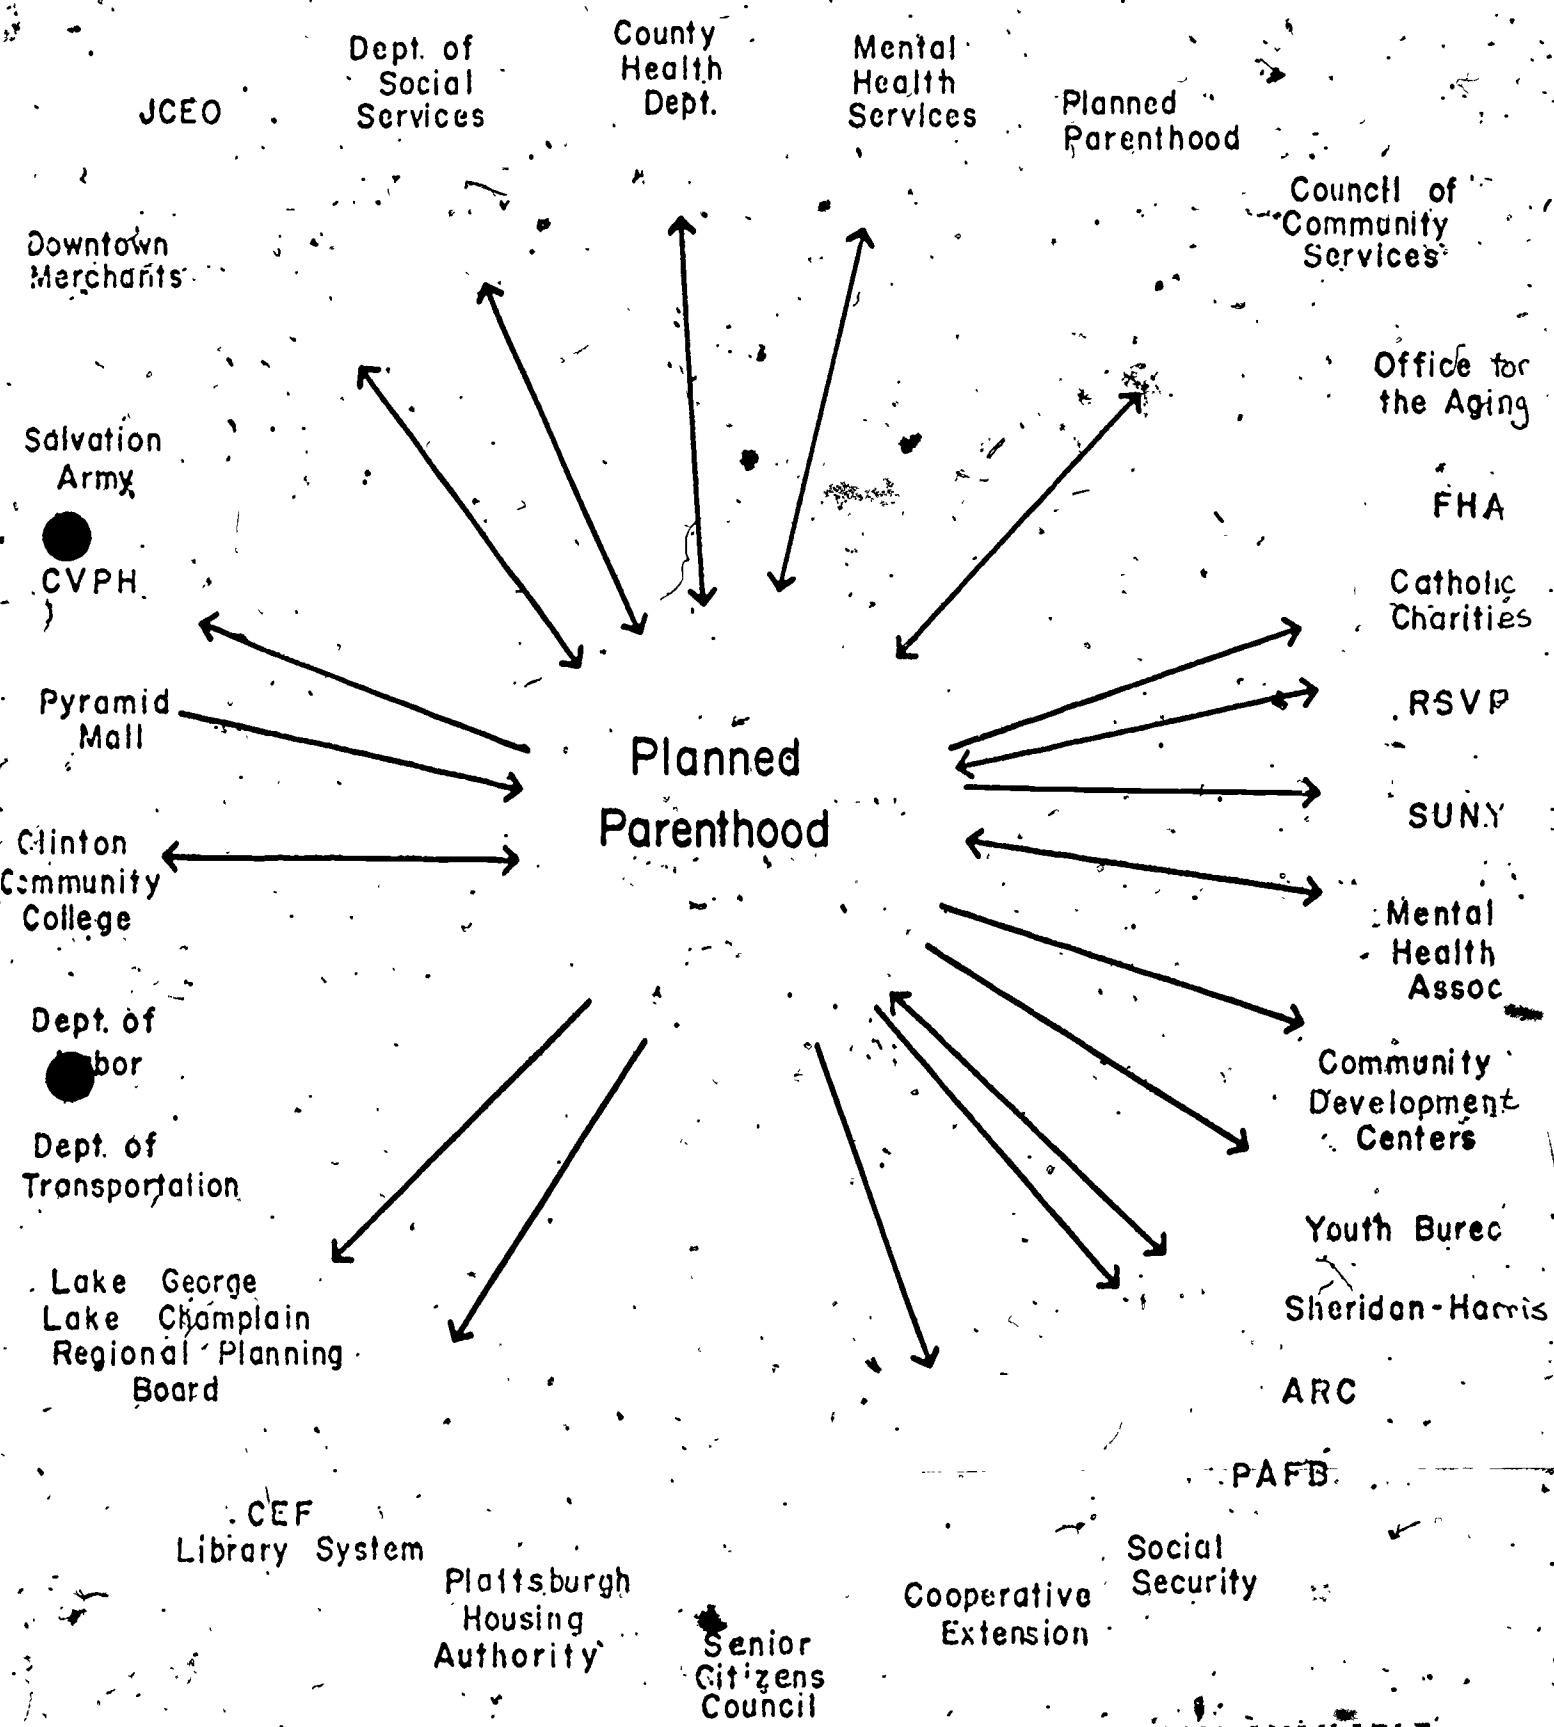 JCEO
Dept. of
Social
Services
County
Health
Dept.
Mental
Health
Services
Planned
Parenthood
Council of
Community
Services
Downtown
Merchants
Office for
the Aging
Salvation
Army
FHA
CVPH
Catholic
Charities
Pyramid
Mall
RSVP
Planned
Parenthood
SUNY
Clinton
Community
College
Mental
Health
Assoc
Dept. of
Community
Development
Centers
Dept. of
Transportation
Youth
Lake George
Lake Champlain
Regional Planning
Board
Sheridan-Harris
ARC
PAFB
CEF
Library System
Plattsburgh
Housing
Authority
Senior
Citizens
Council
Cooperative
Extension
Social
Security